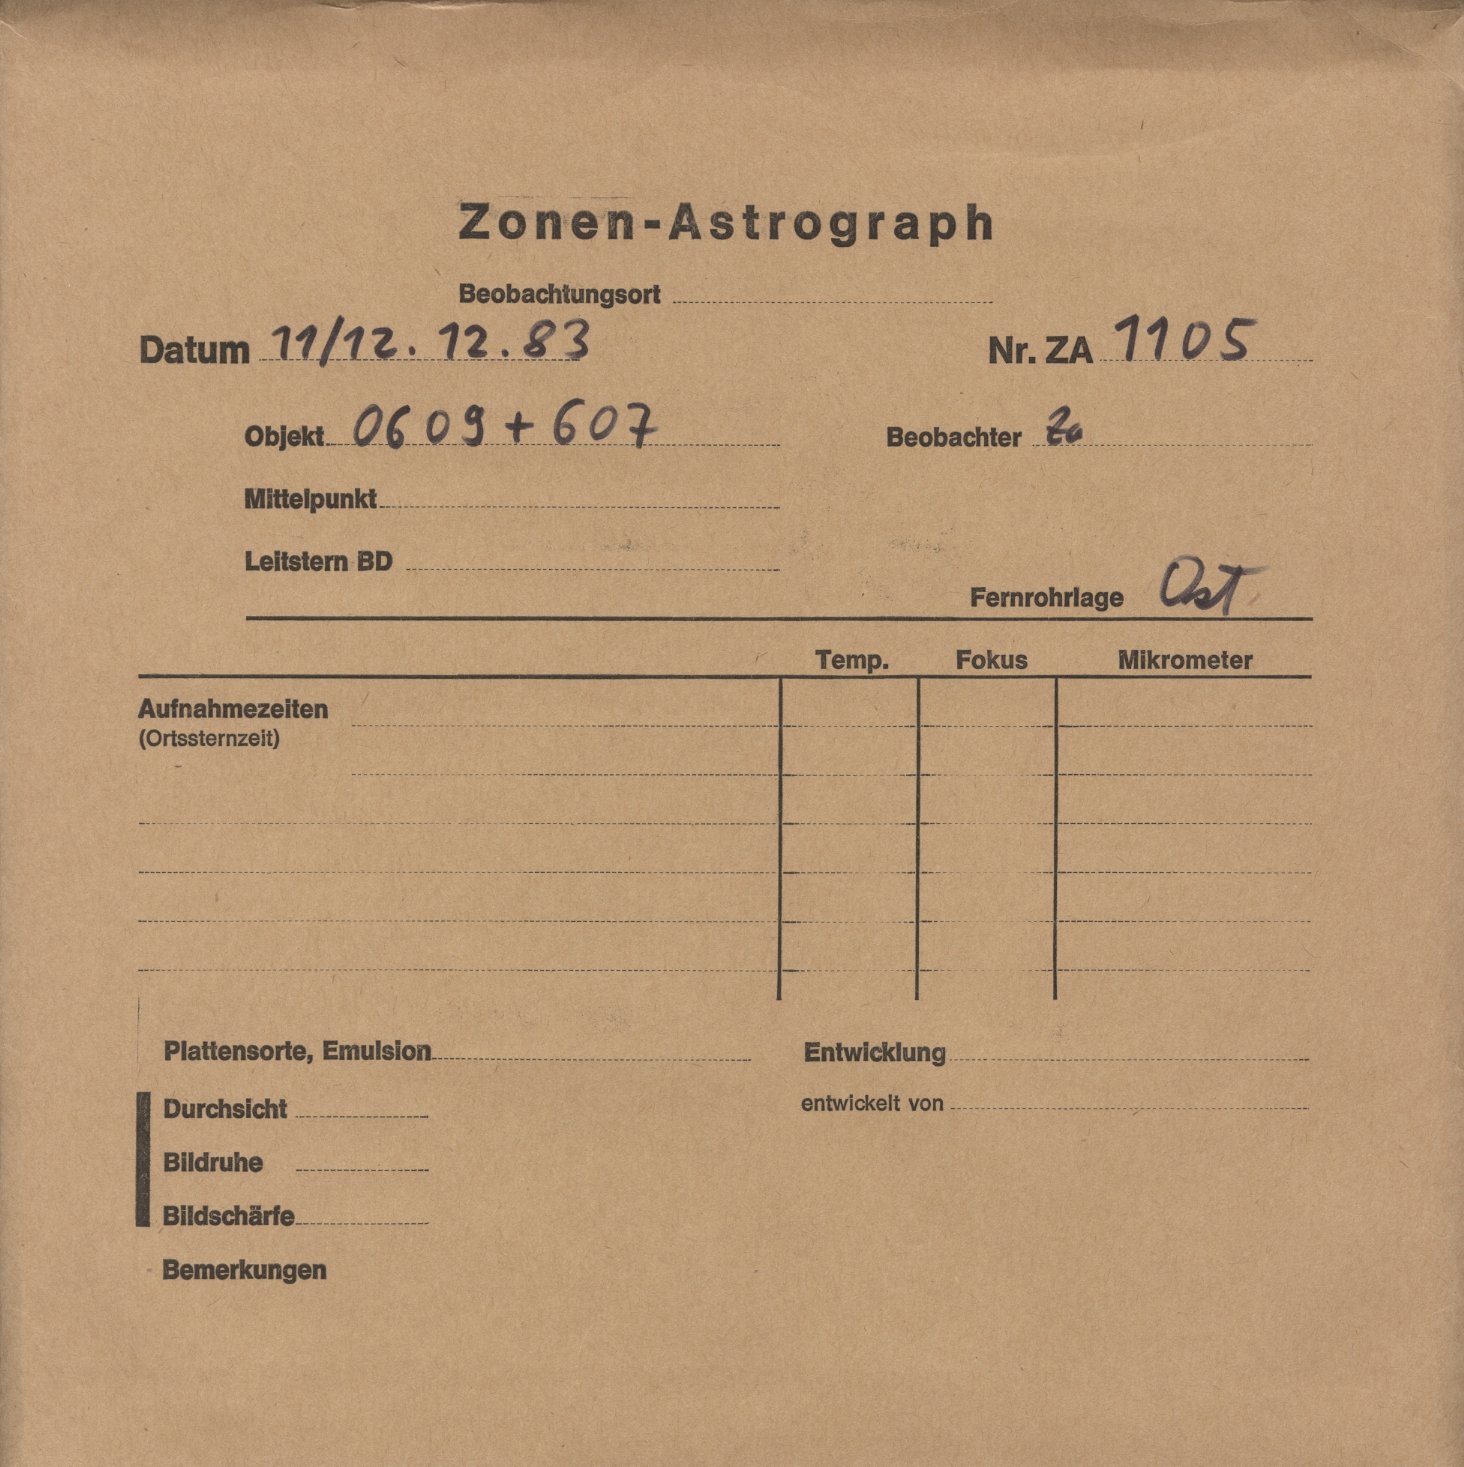 Zonen-Astrograph
Beobachtungsort
Datum 11/12. 12. 83 Nr. ZA 1105
Objekt 0609 + 607 Beobachter
Mittelpunkt
Leitstern BD
Fernrohrlage Ost
Temp. Fokus Mikrometer
Aufnahmezeiten
(Ortssternzeit)
Plattensorte, Emulsion Entwicklung
Durchsicht entwickelt von
Bildruhe
Bildschärfe
Bemerkungen